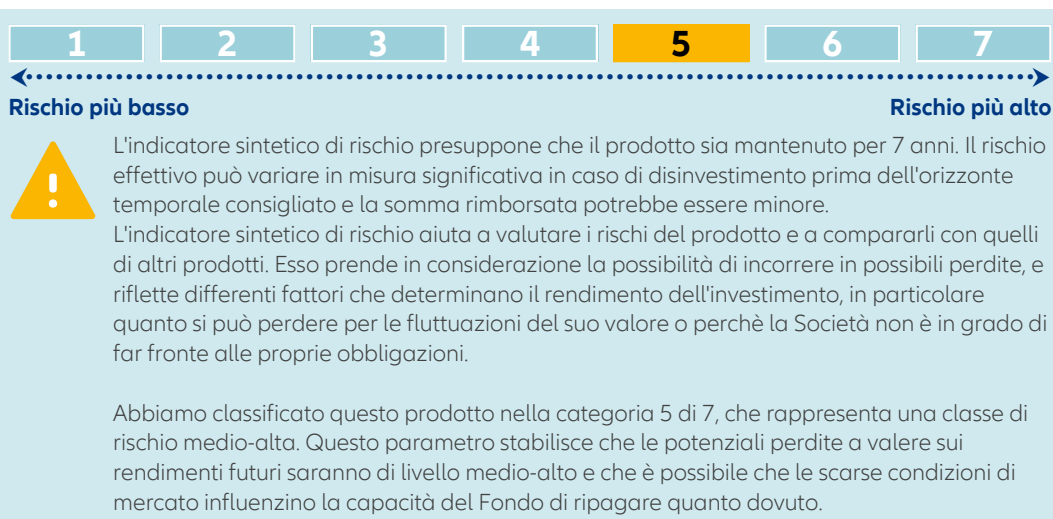 1 2 3 4 5 6 7
Rischio più basso Rischio più alto
L'indicatore sintetico di rischio presuppone che il prodotto sia mantenuto per 7 anni. Il rischio
effettivo può variare in misura significativa in caso di disinvestimento prima dell'orizzonte
temporale consigliato e la somma rimborsata potrebbe essere minore.
L'indicatore sintetico di rischio aiuta a valutare i rischi del prodotto e a compararli con quelli
di altri prodotti. Esso prende in considerazione la possibilità di incorrere in possibili perdite, e
riflette differenti fattori che determinano il rendimento dell'investimento, in particolare
quanto si può perdere per le fluttuazioni del suo valore o perchè la Società non è in grado di
far fronte alle proprie obbligazioni.
Abbiamo classificato questo prodotto nella categoria 5 di 7, che rappresenta una classe di
rischio medio-alta. Questo parametro stabilisce che le potenziali perdite a valere sui
rendimenti futuri saranno di livello medio-alto e che è possibile che le scarse condizioni di
mercato influenzino la capacità del Fondo di ripagare quanto dovuto.